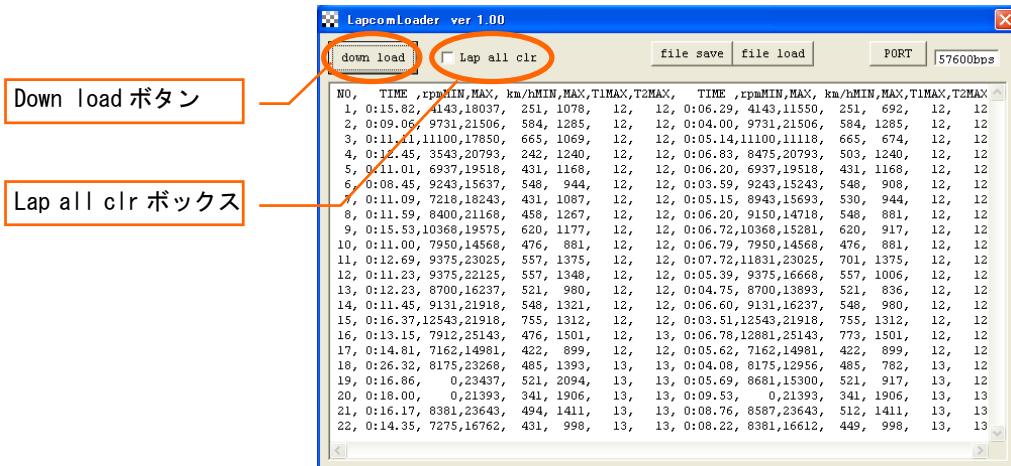 LapcomLoader ver 1.00
down load
Lap all clr
file save
file load
PORT
57600bps
Down load ボタン
Lap all clr ボックス
NO,   TIME ,rpmMIN,MAX, km/hMIN,MAX,T1MAX,T2MAX,   TIME ,rpmMIN,MAX, km/hMIN,MAX,T1MAX,T2MAX
1, 0:15.82, 4143,18037,  251, 1078,   12,   12, 0:06.29, 4143,11550,  251,  692,   12,   12
2, 0:09.06, 9731,21506,  584, 1285,   12,   12, 0:04.00, 9731,21506,  584, 1285,   12,   12
3, 0:11.11,11100,17850,  665, 1069,   12,   12, 0:05.14,11100,11118,  665,  674,   12,   12
4, 0:12.45, 3543,20793,  242, 1240,   12,   12, 0:06.83, 8475,20793,  503, 1240,   12,   12
5, 0:11.01, 6937,19518,  431, 1168,   12,   12, 0:06.20, 6937,19518,  431, 1168,   12,   12
6, 0:08.45, 9243,15637,  548,  944,   12,   12, 0:03.59, 9243,15243,  548,  908,   12,   12
7, 0:11.09, 7218,18243,  431, 1087,   12,   12, 0:05.15, 8943,15693,  530,  944,   12,   12
8, 0:11.59, 8400,21168,  458, 1267,   12,   12, 0:06.20, 9150,14718,  548,  881,   12,   12
9, 0:15.53,10368,19575,  620, 1177,   12,   12, 0:06.72,10368,15281,  620,  917,   12,   12
10, 0:11.00, 7950,14568,  476,  881,   12,   12, 0:06.79, 7950,14568,  476,  881,   12,   12
11, 0:12.69, 9375,23025,  557, 1375,   12,   12, 0:07.72,11831,23025,  701, 1375,   12,   12
12, 0:11.23, 9375,22125,  557, 1348,   12,   12, 0:05.39, 9375,16668,  557, 1006,   12,   12
13, 0:12.23, 8700,16237,  521,  980,   12,   12, 0:04.75, 8700,13893,  521,  836,   12,   12
14, 0:11.45, 9131,21918,  548, 1321,   12,   12, 0:06.60, 9131,16237,  548,  980,   12,   12
15, 0:16.37,12543,21918,  755, 1312,   12,   12, 0:03.51,12543,21918,  755, 1312,   12,   12
16, 0:13.15, 7912,25143,  476, 1501,   12,   13, 0:06.78,12881,25143,  773, 1501,   12,   13
17, 0:14.81, 7162,14981,  422,  899,   12,   12, 0:05.62, 7162,14981,  422,  899,   12,   12
18, 0:26.32, 8175,23268,  485, 1393,   13,   13, 0:04.08, 8175,12956,  485,  782,   13,   12
19, 0:16.86,    0,23437,  521, 2094,   13,   13, 0:05.69, 8681,15300,  521,  917,   13,   12
20, 0:18.00,    0,21393,  341, 1906,   13,   13, 0:09.53,    0,21393,  341, 1906,   13,   13
21, 0:16.17, 8381,23643,  494, 1411,   13,   13, 0:08.76, 8587,23643,  512, 1411,   13,   13
22, 0:14.35, 7275,16762,  431,  998,   13,   13, 0:08.22, 8381,16612,  449,  998,   13,   13